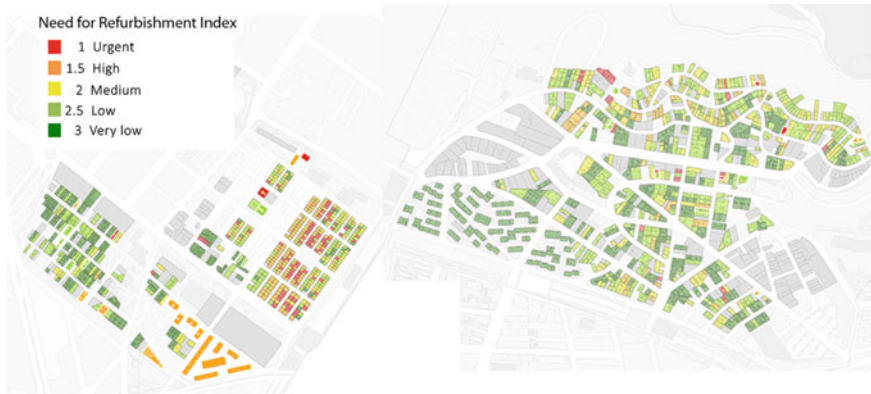 Need for Refurbishment Index
1 Urgent
1.5 High
2 Medium
2.5 Low
3 Very low